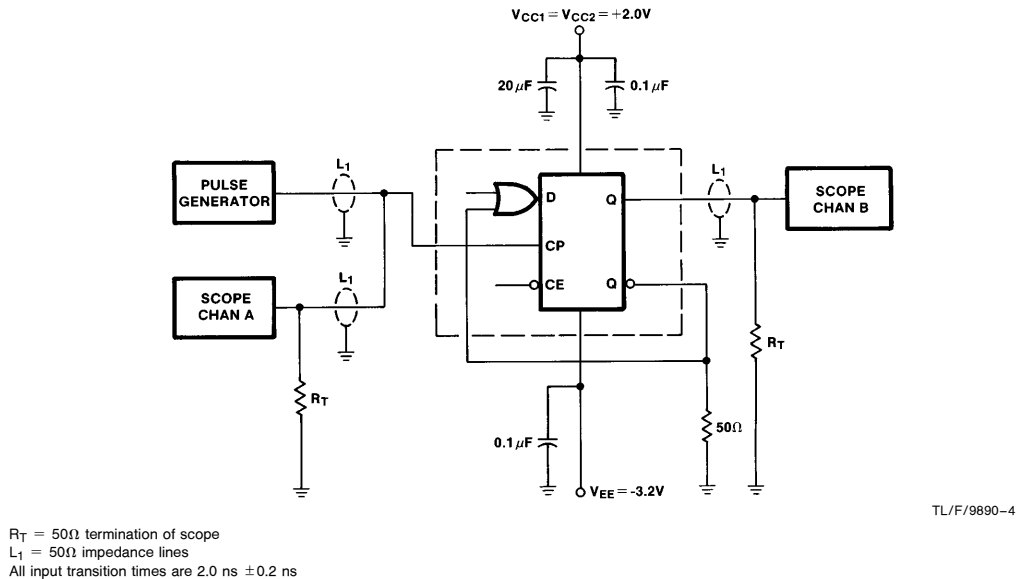 VCC1 = VCC2 = +2.0V
20 μF
0.1 μF
L1
PULSE
GENERATOR
D
Q
L1
SCOPE
CHAN B
CP
L1
SCOPE
CHAN A
CE
Q
RT
RT
50Ω
0.1 μF
VEE = -3.2V
TL/F/9890–4
RT = 50Ω termination of scope
L1 = 50Ω impedance lines
All input transition times are 2.0 ns ±0.2 ns